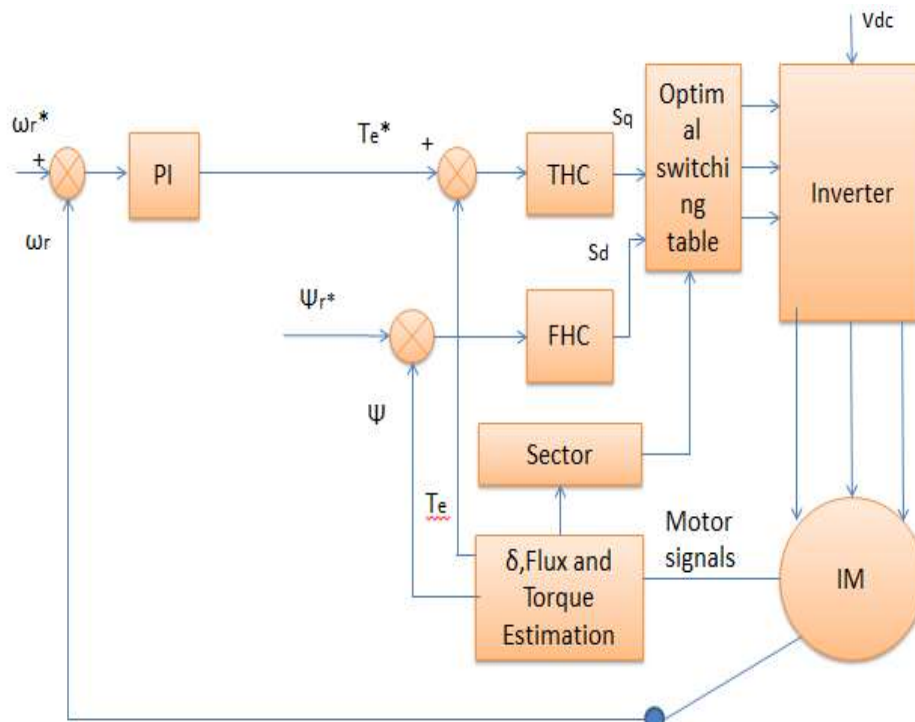 Vdc
ωr*
+
Te*
+
Sq
Optim
al
switchi
ng
table
PI
THC
Inverter
ωr
Sd
Ψr*
FHC
Ψ
Sector
Te
Motor
signals
δ,Flux and
Torque
Estimation
IM